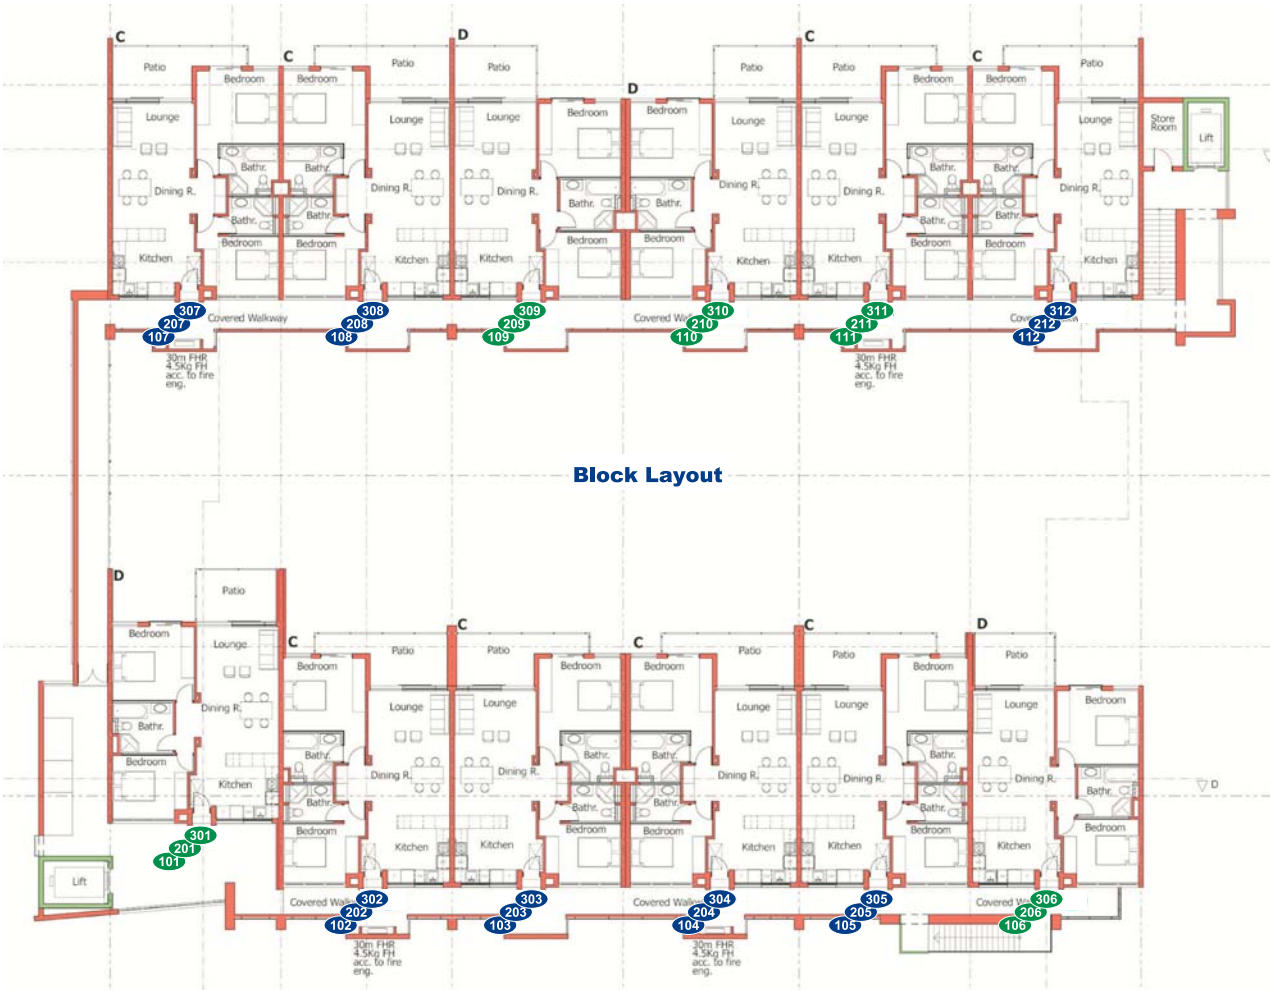 C
C
D
D
C
C
Patio
Patio
Patio
Patio
Patio
Patio
Bedroom
Bedroom
Bedroom
Bedroom
Bedroom
Bedroom
Lounge
Lounge
Lounge
Lounge
Lounge
Lounge
Store
Room
Lift
Bathr.
Bathr.
Bathr.
Bathr.
Bathr.
Bathr.
Dining R.
Dining R.
Dining R.
Dining R.
Dining R.
Dining R.
Bathr.
Bathr.
Bathr.
Bathr.
Bedroom
Bedroom
Bedroom
Bedroom
Bedroom
Bedroom
Kitchen
Kitchen
Kitchen
Kitchen
Kitchen
Kitchen
307
207
107
Covered Walkway
308
208
108
309
209
109
Covered Wal
310
210
110
311
211
111
Cove
312
212
112
30m FHR
4.5Kg FH
acc. to fire
eng.
30m FHR
4.5Kg FH
acc. to fire
eng.
Block Layout
D
Patio
Bedroom
Lounge
Dining R.
Bathr.
Bedroom
Kitchen
301
201
101
Lift
C
C
C
C
D
Patio
Patio
Patio
Patio
Patio
Bedroom
Bedroom
Bedroom
Bedroom
Bedroom
Lounge
Lounge
Lounge
Lounge
Lounge
Bathr.
Bathr.
Bathr.
Bathr.
Dining R.
Dining R.
Dining R.
Dining R.
Dining R.
D
Bathr.
Bathr.
Bathr.
Bathr.
Bathr.
Bedroom
Bedroom
Bedroom
Bedroom
Bedroom
Kitchen
Kitchen
Kitchen
Kitchen
Kitchen
Covered
302
202
102
303
203
103
Covered Walk
304
204
104
305
205
105
Covered
306
206
106
30m FHR
4.5Kg FH
acc. to fire
eng.
30m FHR
4.5Kg FH
acc. to fire
eng.